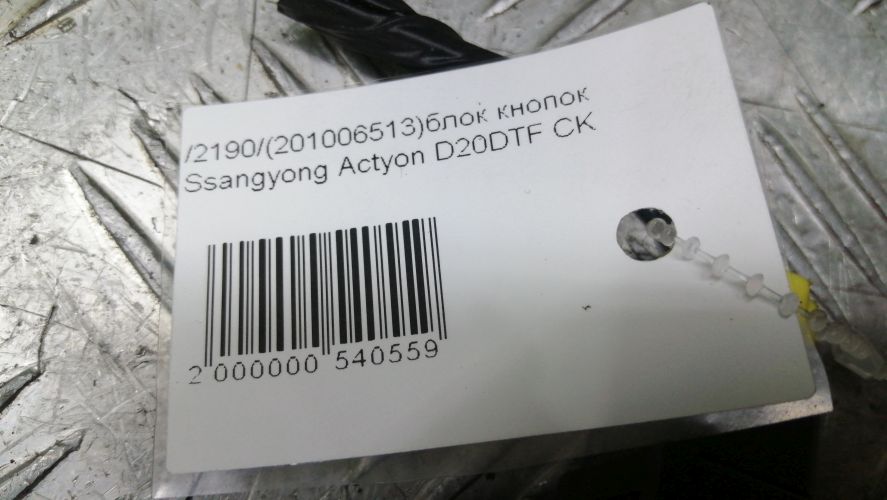 /2190/(201006513)блок кнопок
Ssangyong Actyon D20DTF CK
2 000000 540559